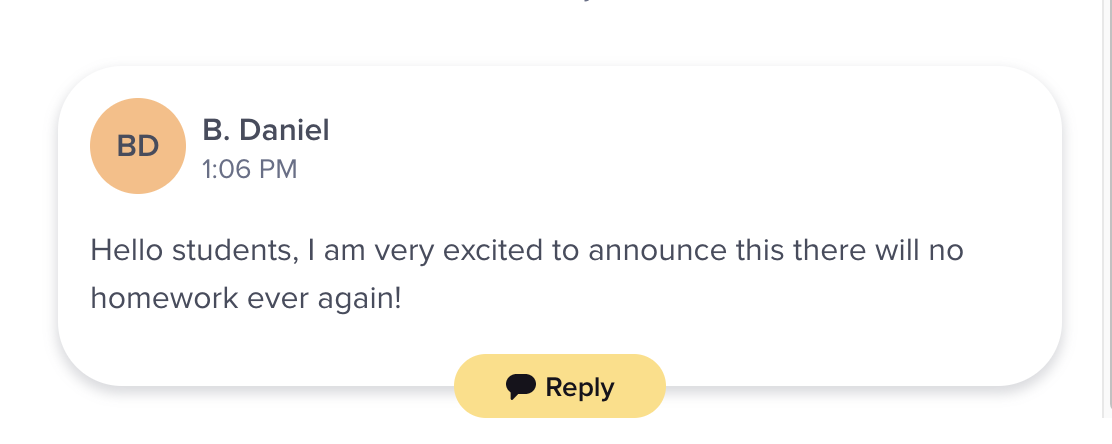 BD
B. Daniel
1:06 PM
Hello students, I am very excited to announce this there will no
homework ever again!
Reply